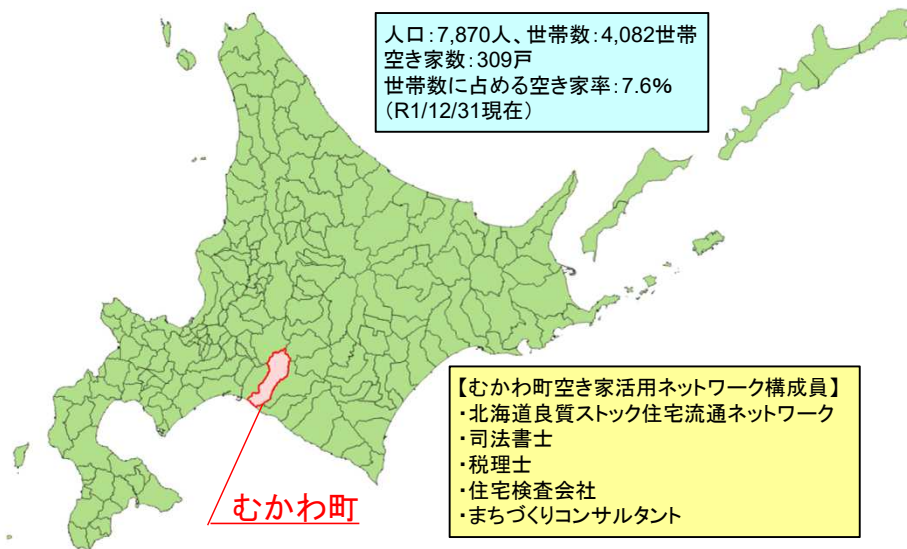 人口：7,870人、世帯数：4,082世帯
空き家数：309戸
世帯数に占める空き家率：7.6%
（R1/12/31現在）
【むかわ町空き家活用ネットワーク構成員】
・北海道良質ストック住宅流通ネットワーク
・司法書士
・税理士
・住宅検査会社
・まちづくりコンサルタント
むかわ町